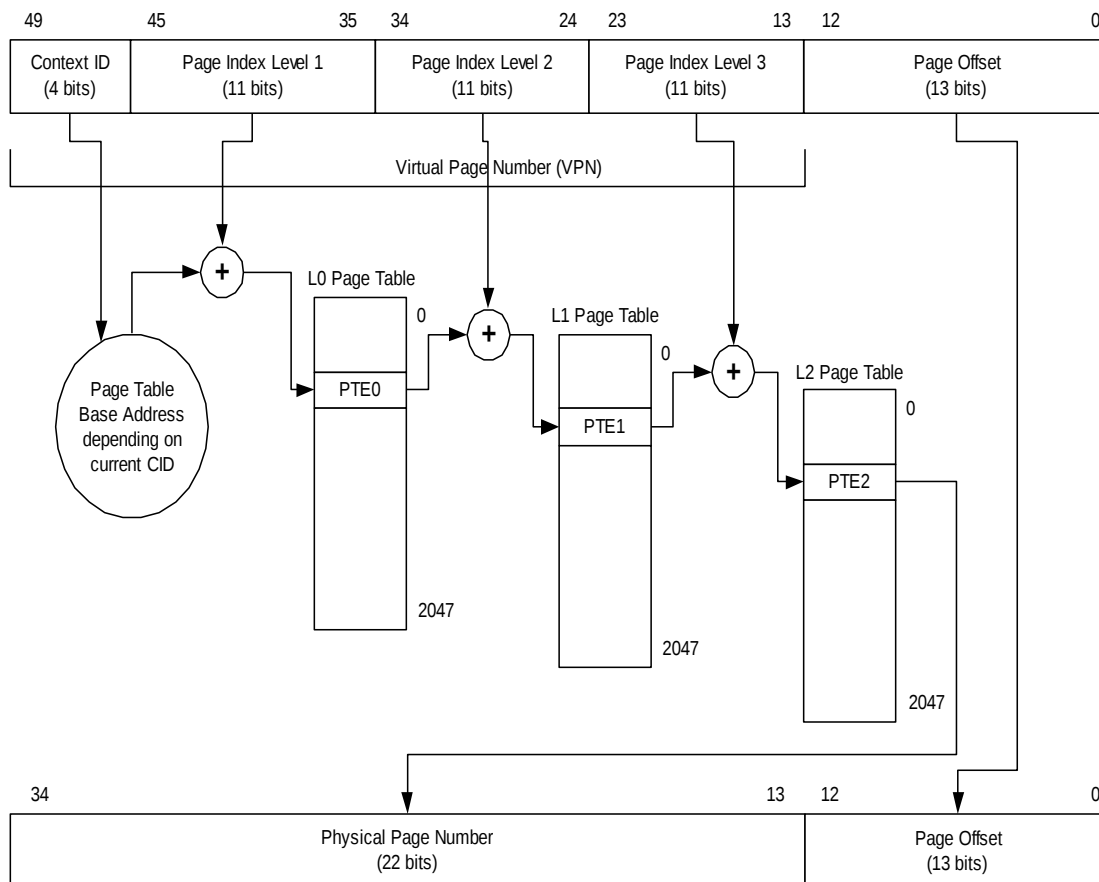 49 45 35 34 24 23 13 12 0
Context ID
(4 bits)
Page Index Level 1
(11 bits)
Page Index Level 2
(11 bits)
Page Index Level 3
(11 bits)
Page Offset
(13 bits)
Virtual Page Number (VPN)
+
L0 Page Table
0
PTE0
2047
+
L1 Page Table
0
PTE1
2047
+
L2 Page Table
0
PTE2
2047
Page Table
Base Address
depending on
current CID
34 13 12 0
Physical Page Number
(22 bits)
Page Offset
(13 bits)